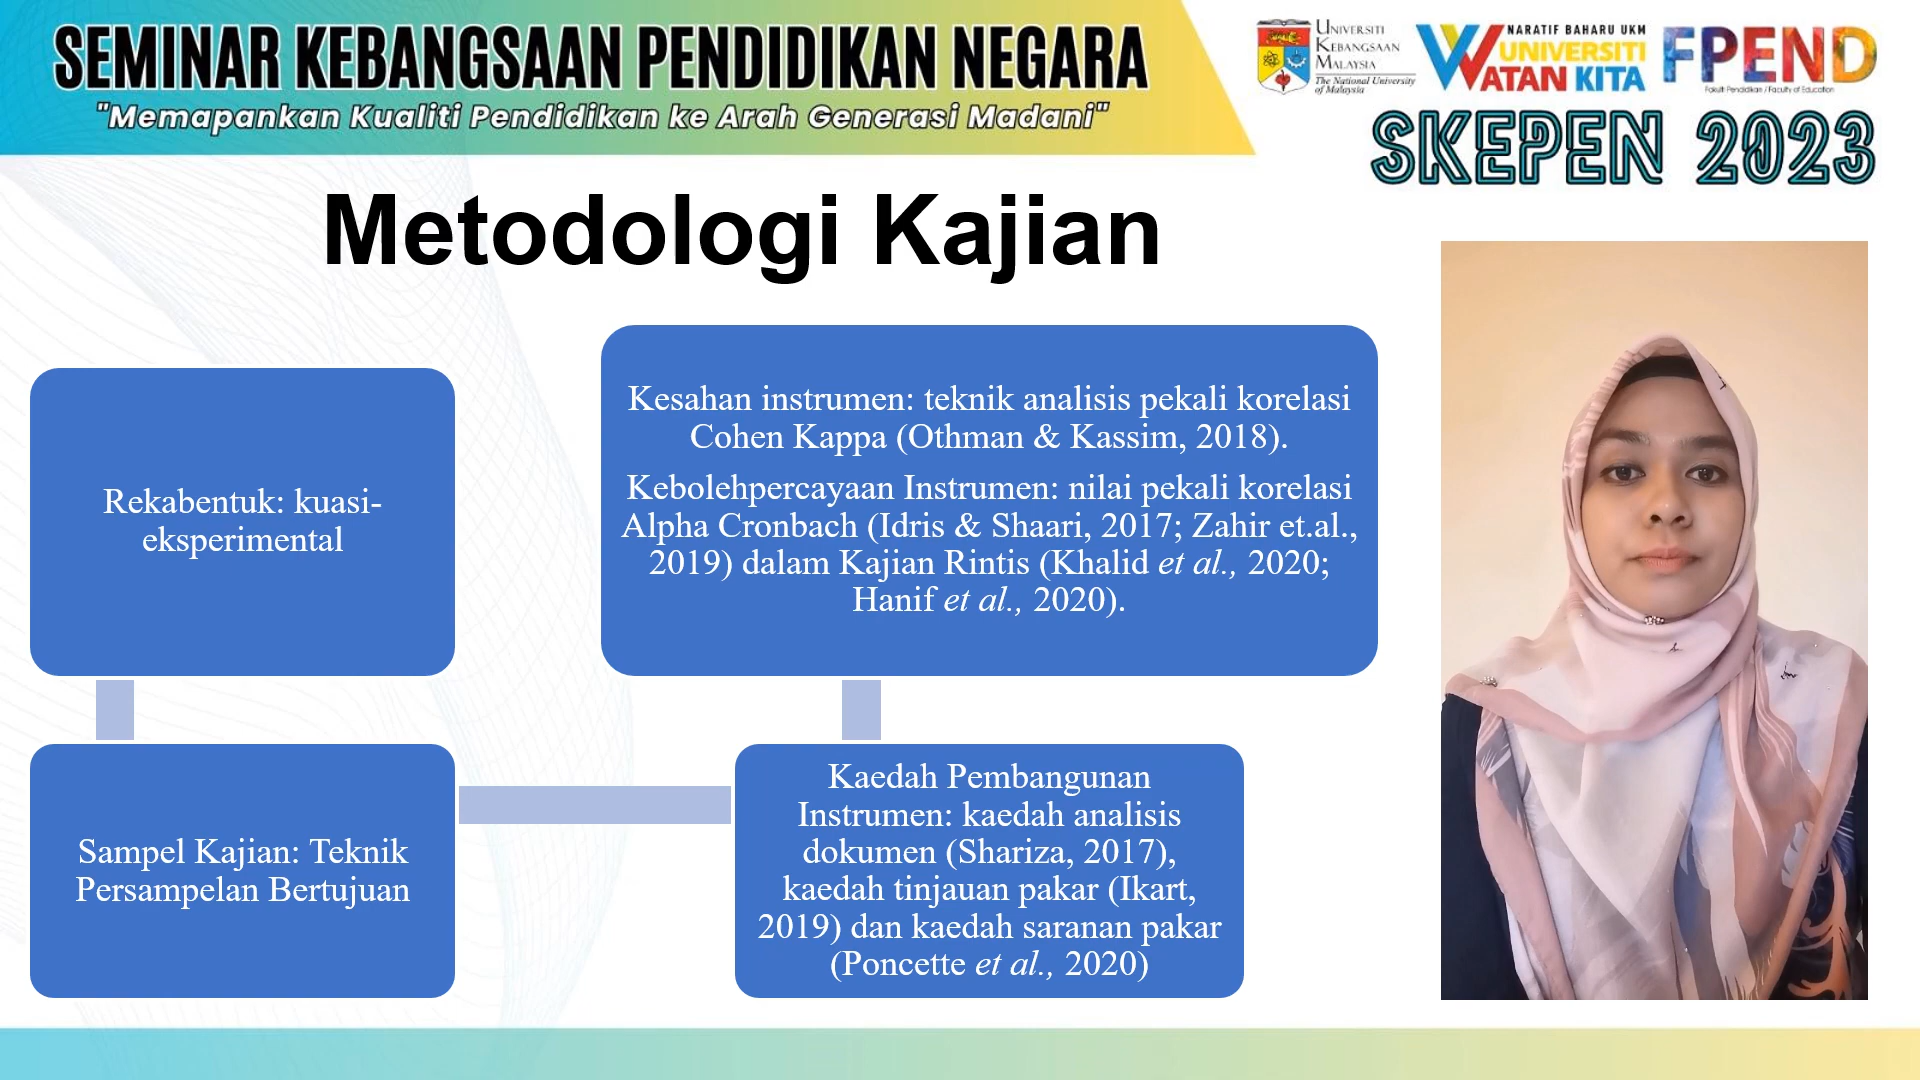 SEMINAR KEBANGSAAN PENDIDIKAN NEGARA
"Memapankan Kualiti Pendidikan ke Arah Generasi Madani"
UNIVERSITI
KEBANGSAAN
MALAYSIA
The National University
of Malaysia
NARATIF BAHARU UKM
UNIVERSITI
WATAN KITA
FPEND
Fakulti Pendidikan / Faculty of Education
SKEPEN 2023
Metodologi Kajian
Rekabentuk: kuasi-
eksperimental
Sampel Kajian: Teknik
Persampelan Bertujuan
Kaedah Pembangunan
Instrumen: kaedah analisis
dokumen (Shariza, 2017),
kaedah tinjauan pakar (Ikart,
2019) dan kaedah saranan pakar
(Poncette et al., 2020)
Kesahan instrumen: teknik analisis pekali korelasi
Cohen Kappa (Othman & Kassim, 2018).
Kebolehpercayaan Instrumen: nilai pekali korelasi
Alpha Cronbach (Idris & Shaari, 2017; Zahir et.al.,
2019) dalam Kajian Rintis (Khalid et al., 2020;
Hanif et al., 2020).